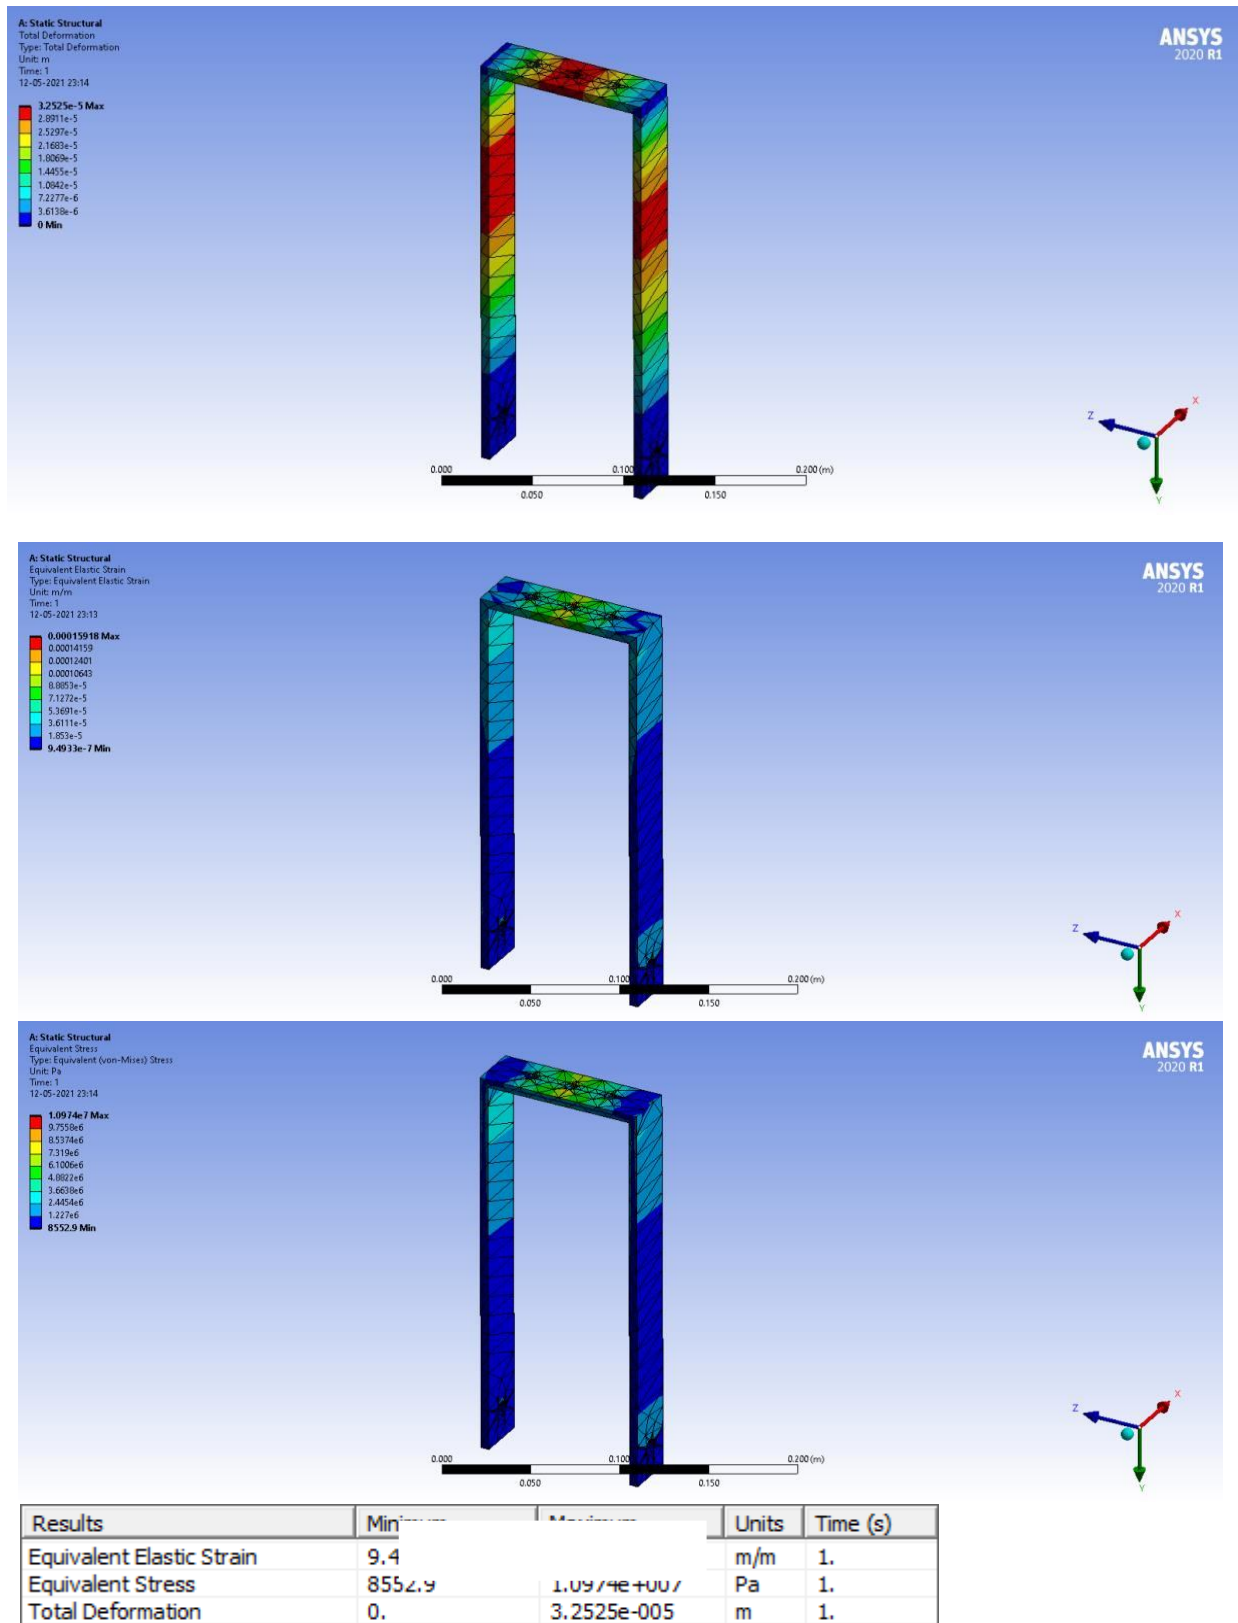 A: Static Structural
Total Deformation
Type: Total Deformation
Unit: m
Time: 1
12-05-2021 23:14
3.2525e-5 Max
2.8911e-5
2.5297e-5
2.1683e-5
1.8069e-5
1.4455e-5
1.0842e-5
7.2277e-6
3.6138e-6
0 Min
ANSYS
2020 R1
X
Z
Y
0.000 0.100 0.200 (m)
0.050 0.150
A: Static Structural
Equivalent Elastic Strain
Type: Equivalent Elastic Strain
Unit: m/m
Time: 1
12-05-2021 23:13
0.00015918 Max
0.00014159
0.00012401
0.00010643
8.8853e-5
7.1272e-5
5.3691e-5
3.6111e-5
1.853e-5
9.4933e-7 Min
ANSYS
2020 R1
X
Z
Y
0.000 0.100 0.200 (m)
0.050 0.150
A: Static Structural
Equivalent Stress
Type: Equivalent (von-Mises) Stress
Unit: Pa
Time: 1
12-05-2021 23:14
1.0974e7 Max
9.7558e6
8.5374e6
7.319e6
6.1006e6
4.8822e6
3.6638e6
2.4454e6
1.227e6
8552.9 Min
ANSYS
2020 R1
X
Z
Y
0.000 0.100 0.200 (m)
0.050 0.150
Results Minimum Maximum Units Time (s)
Equivalent Elastic Strain 9.4 m/m 1.
Equivalent Stress 8552.9 1.0974e+007 Pa 1.
Total Deformation 0. 3.2525e-005 m 1.